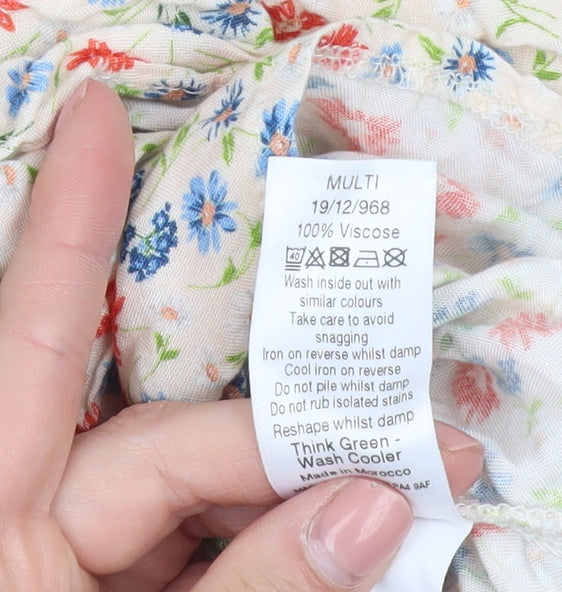 MULTI
19/12/968
100% Viscose
40
Wash inside out with
similar colours
Take care to avoid
snagging
Iron on reverse whilst damp
Cool iron on reverse
Do not pile whilst damp
Do not rub isolated stains
Reshape whilst damp
Think Green -
Wash Cooler
Made in Morocco
9AF